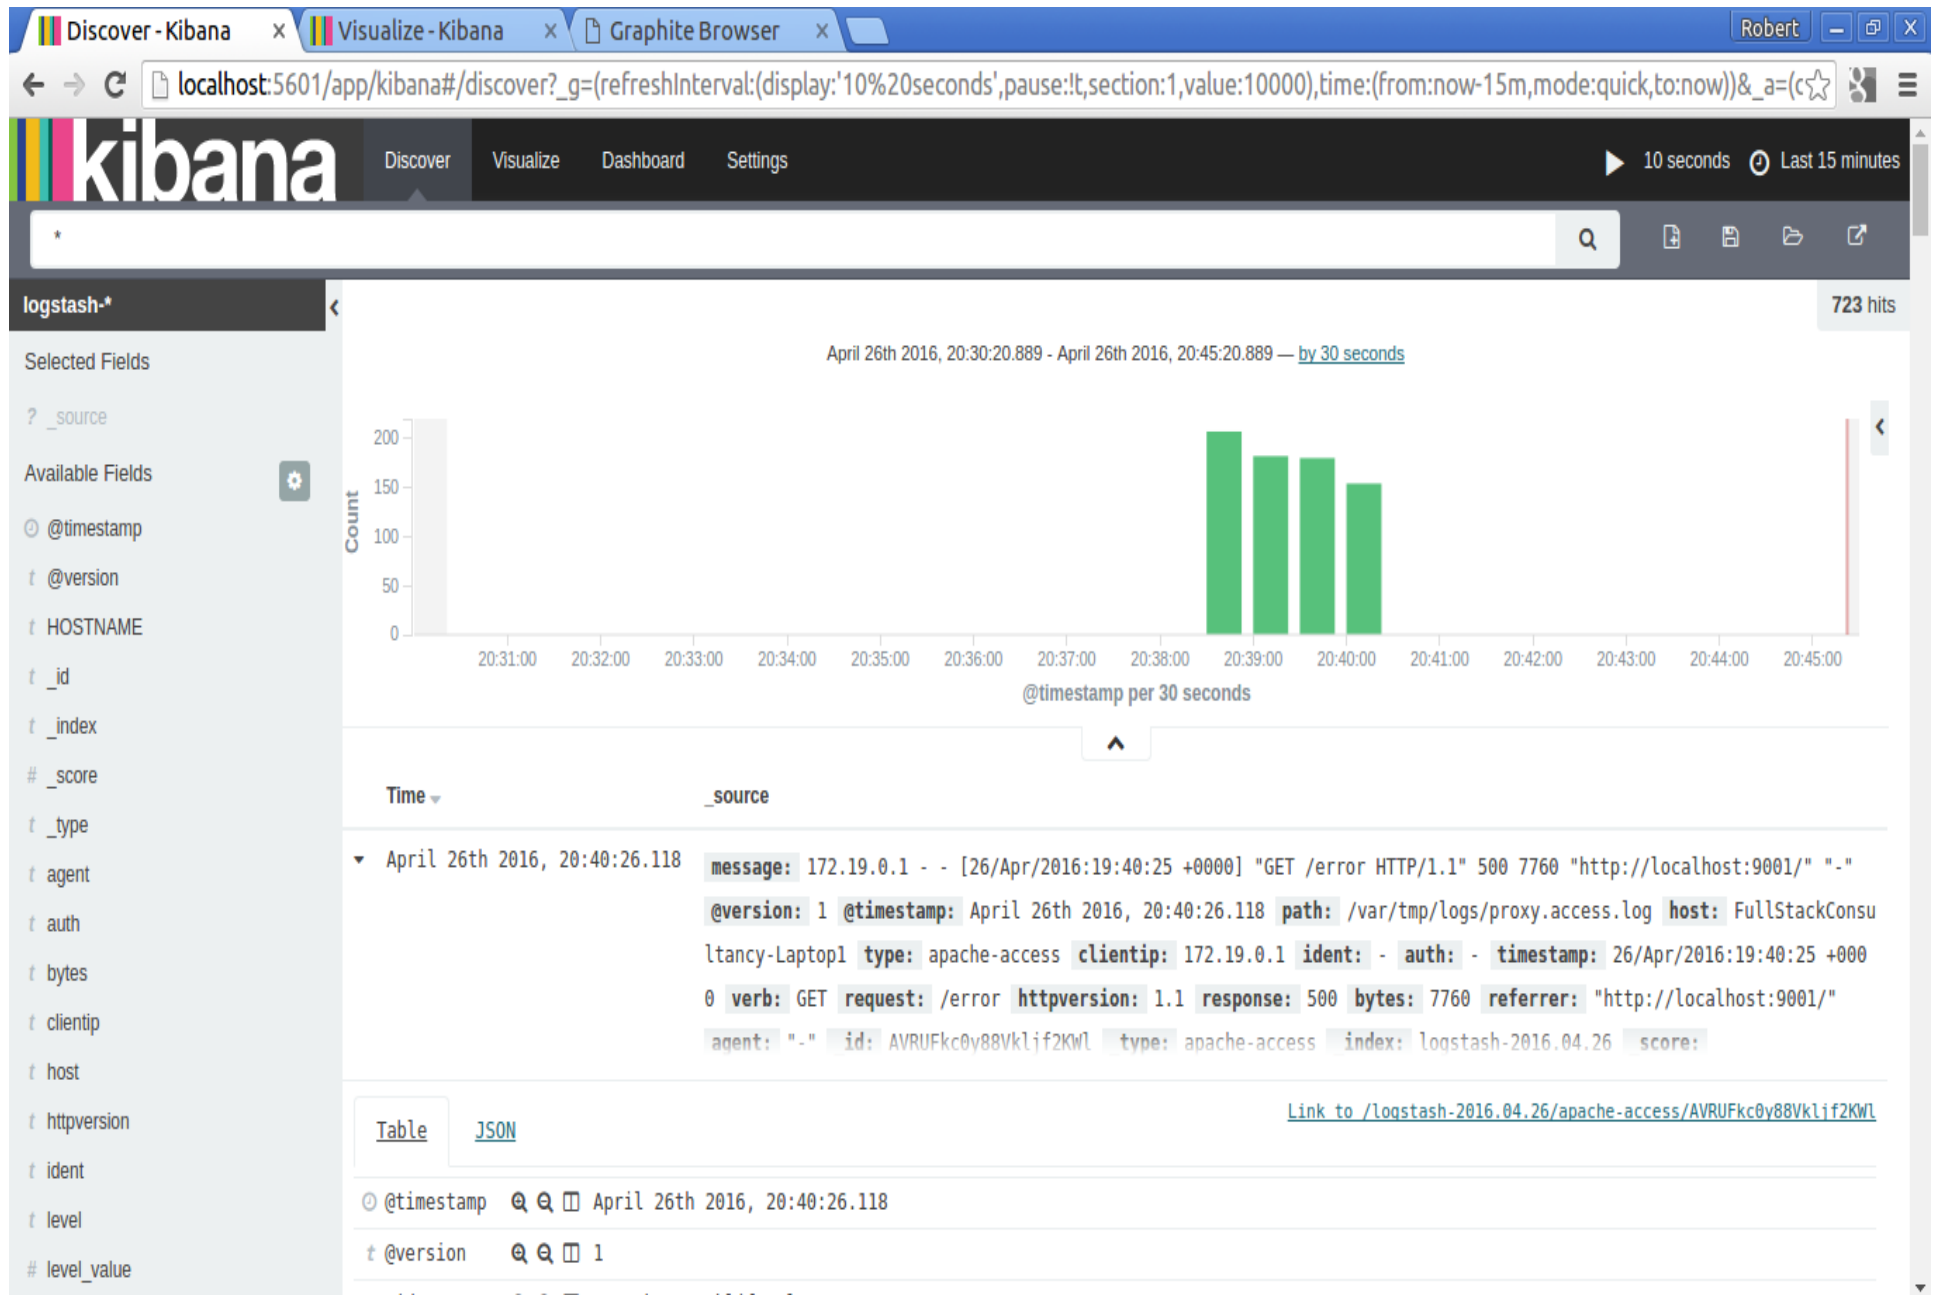 Discover - Kibana x Visualize - Kibana x Graphite Browser x Robert
localhost:5601/app/kibana#/discover?_g=(refreshInterval:(display:'10%20seconds',pause:!t,section:1,value:10000),time:(from:now-15m,mode:quick,to:now))&_a=(c
kibana Discover Visualize Dashboard Settings 10 seconds Last 15 minutes
*
logstash-*
723 hits
Selected Fields
? _source
Available Fields
@timestamp
t @version
t HOSTNAME
t _id
t _index
# _score
t _type
t agent
t auth
t bytes
t clientip
t host
t httpversion
t ident
t level
# level_value
April 26th 2016, 20:30:20.889 - April 26th 2016, 20:45:20.889 — by 30 seconds
Count
200
150
100
50
0
20:31:00 20:32:00 20:33:00 20:34:00 20:35:00 20:36:00 20:37:00 20:38:00 20:39:00 20:40:00 20:41:00 20:42:00 20:43:00 20:44:00 20:45:00
@timestamp per 30 seconds
Time _source
April 26th 2016, 20:40:26.118
message: 172.19.0.1 - - [26/Apr/2016:19:40:25 +0000] "GET /error HTTP/1.1" 500 7760 "http://localhost:9001/" "-"
@version: 1 @timestamp: April 26th 2016, 20:40:26.118 path: /var/tmp/logs/proxy.access.log host: FullStackConsu
ltancy-Laptop1 type: apache-access clientip: 172.19.0.1 ident: - auth: - timestamp: 26/Apr/2016:19:40:25 +000
0 verb: GET request: /error httpversion: 1.1 response: 500 bytes: 7760 referrer: "http://localhost:9001/"
agent: "-" _id: AVRUFkc0y88Vkljf2KWl _type: apache-access _index: logstash-2016.04.26 _score:
Link to /logstash-2016.04.26/apache-access/AVRUFkc0y88Vkljf2KWl
Table JSON
@timestamp April 26th 2016, 20:40:26.118
t @version 1